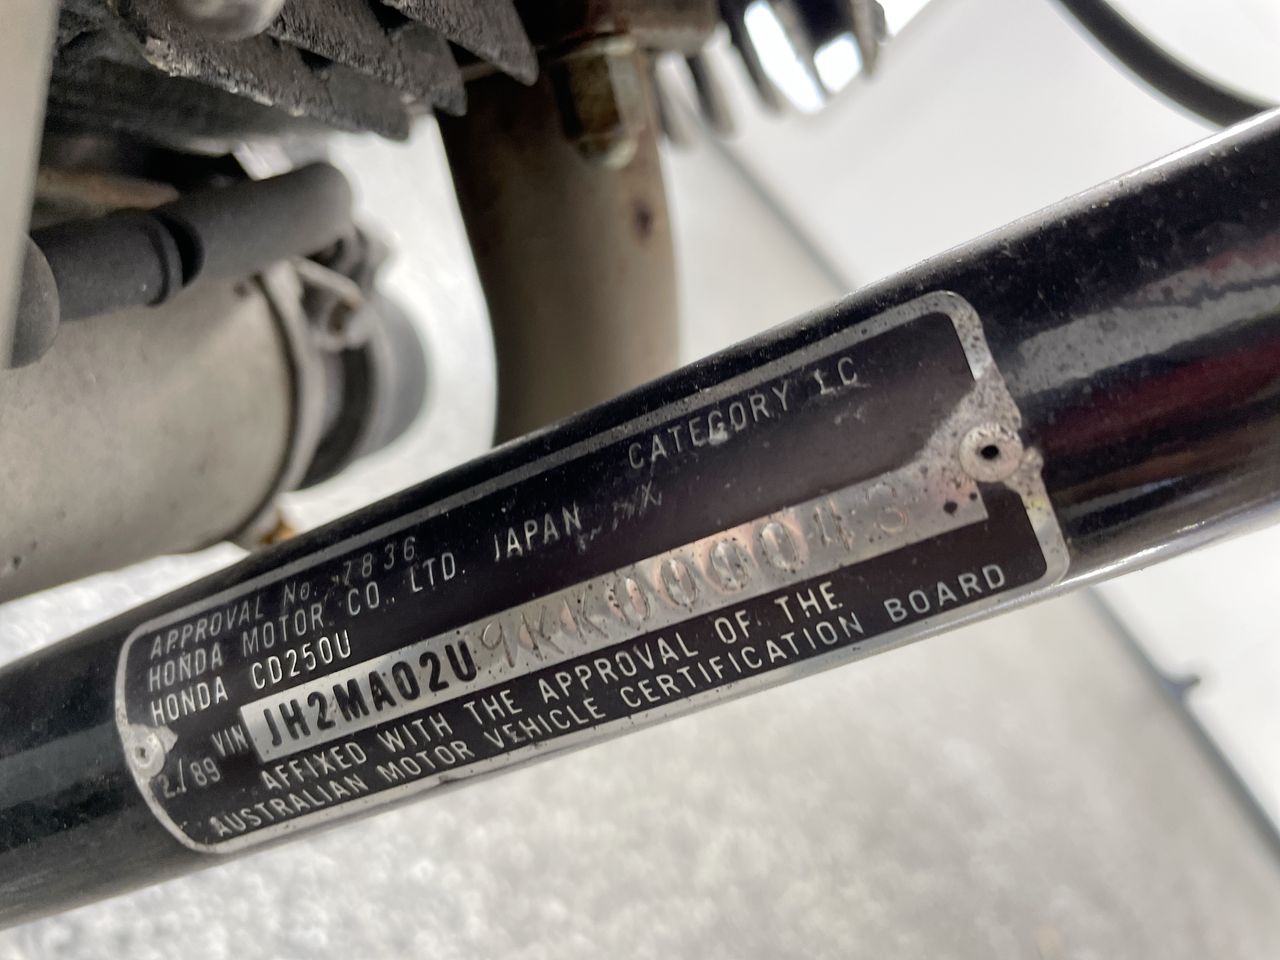 APPROVAL No. 7836 CATEGORY LC
HONDA MOTOR CO. LTD. JAPAN
HONDA CD250U
2/89 VIN JH2MA02U9KK000043
AFFIXED WITH THE APPROVAL OF THE
AUSTRALIAN MOTOR VEHICLE CERTIFICATION BOARD